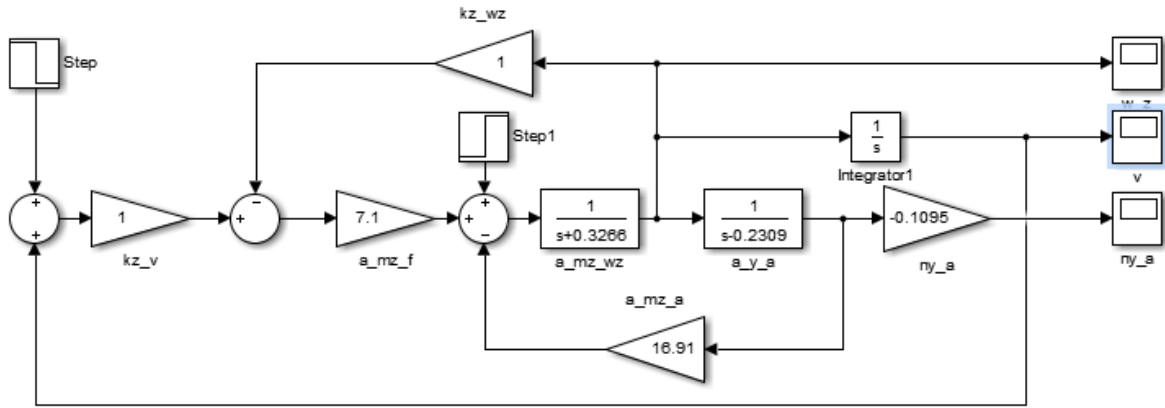 kz_wz
Step
1
w_z
Step1
1
s
Integrator1
v
+
+
1
kz_v
−
+
7.1
a_mz_f
+
+
−
1
s+0.3266
a_mz_wz
1
s-0.2309
a_y_a
-0.1095
ny_a
ny_a
a_mz_a
16.91